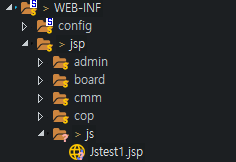 WEB-INF
config
jsp
admin
board
cmm
cop
js
Jstest1.jsp